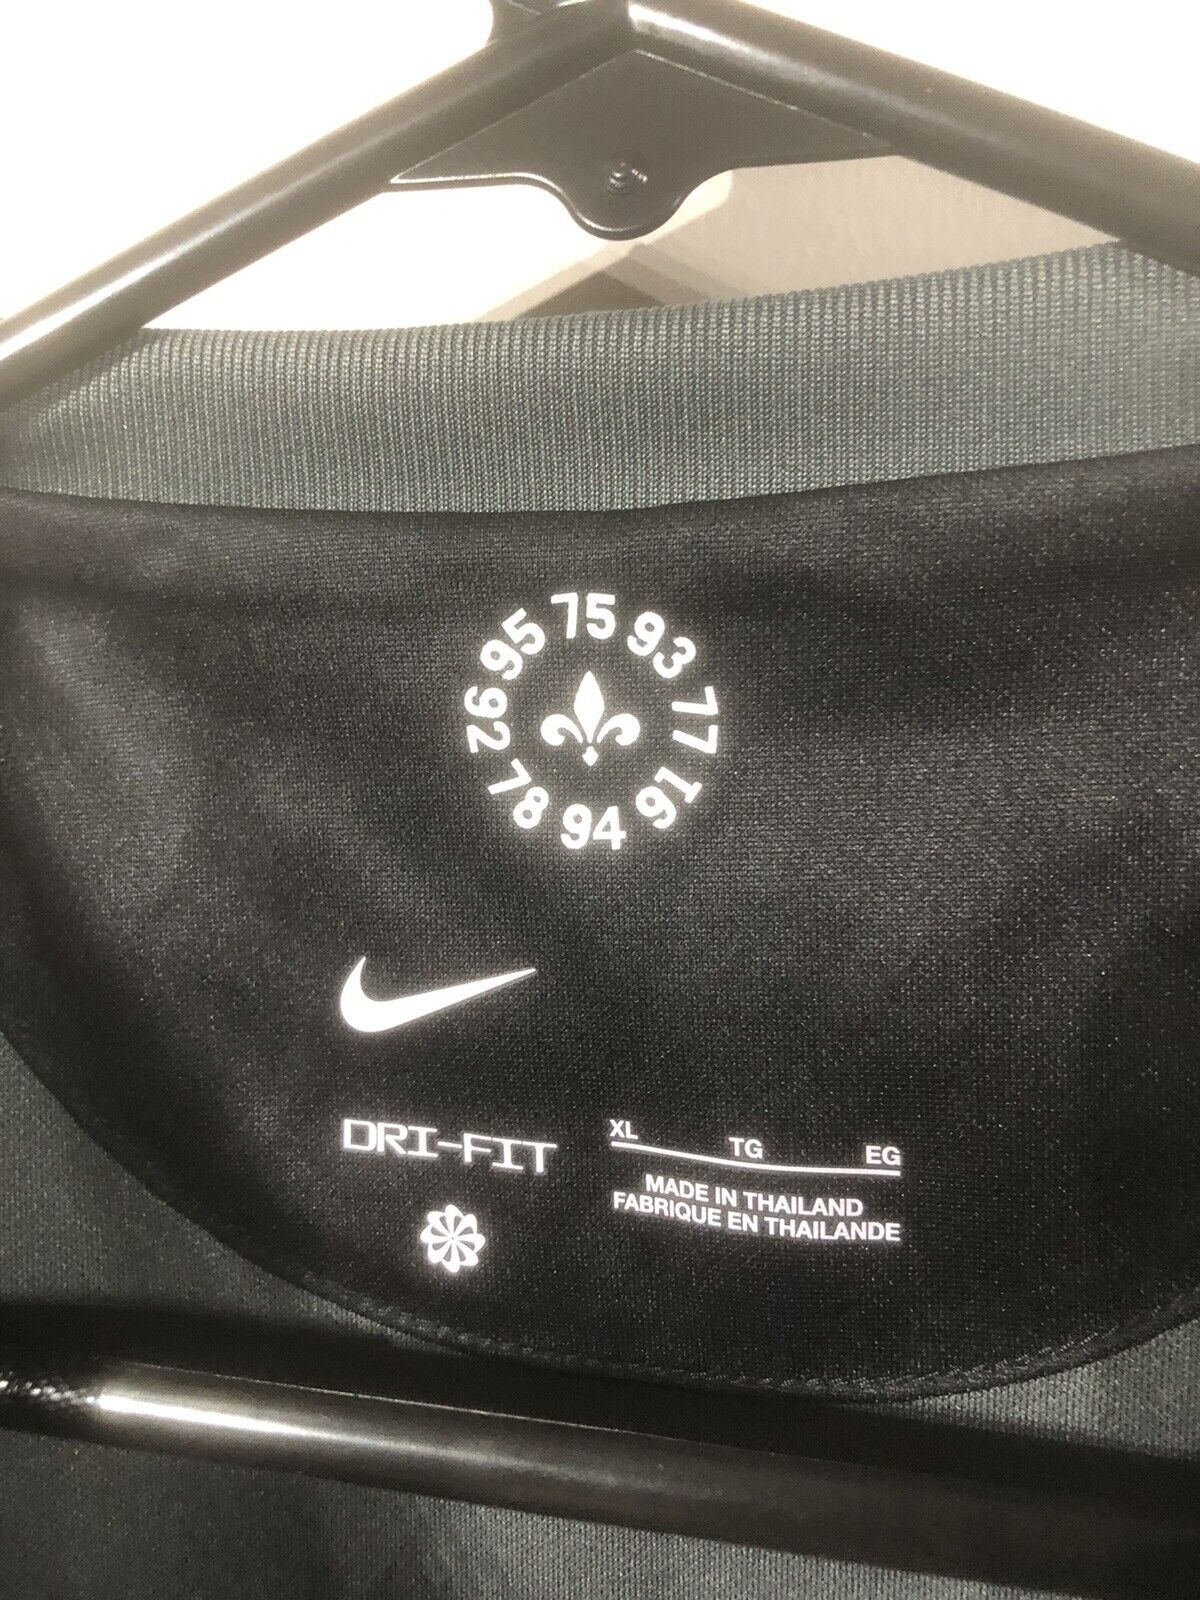 75 93 77 91 94 78 92 95
DRI-FIT
XL TG EG
MADE IN THAILAND
FABRIQUE EN THAILANDE